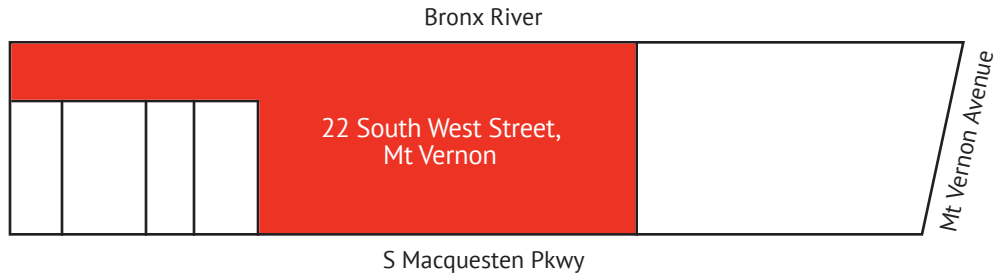 Bronx River
22 South West Street,
Mt Vernon
Mt Vernon Avenue
S Macquesten Pkwy